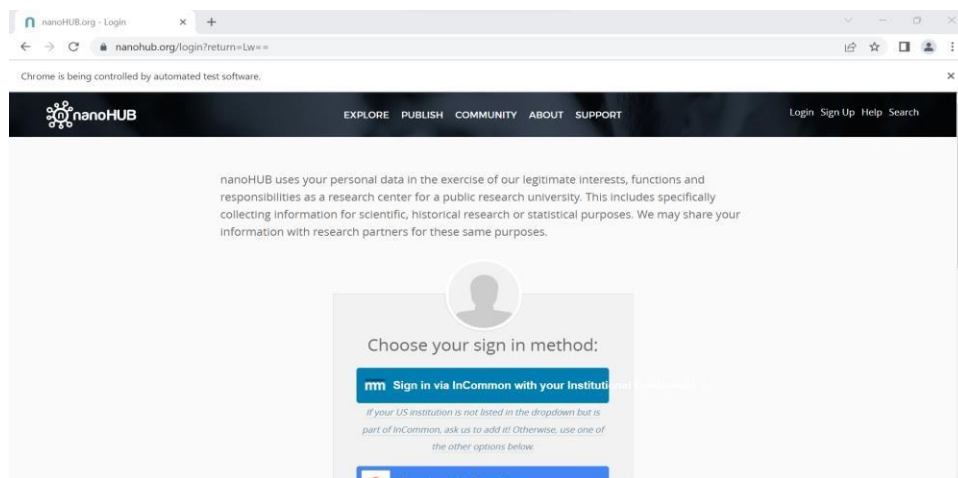 nanoHUB.org - Login
nanohub.org/login?return=Lw==
Chrome is being controlled by automated test software.
nanoHUB
EXPLORE PUBLISH COMMUNITY ABOUT SUPPORT
Login Sign Up Help Search
nanoHUB uses your personal data in the exercise of our legitimate interests, functions and
responsibilities as a research center for a public research university. This includes specifically
collecting information for scientific, historical research or statistical purposes. We may share your
information with research partners for these same purposes.
Choose your sign in method:
Sign in via InCommon with your Institutional
If your US institution is not listed in the dropdown but is
part of InCommon, ask us to add it! Otherwise, use one of
the other options below.